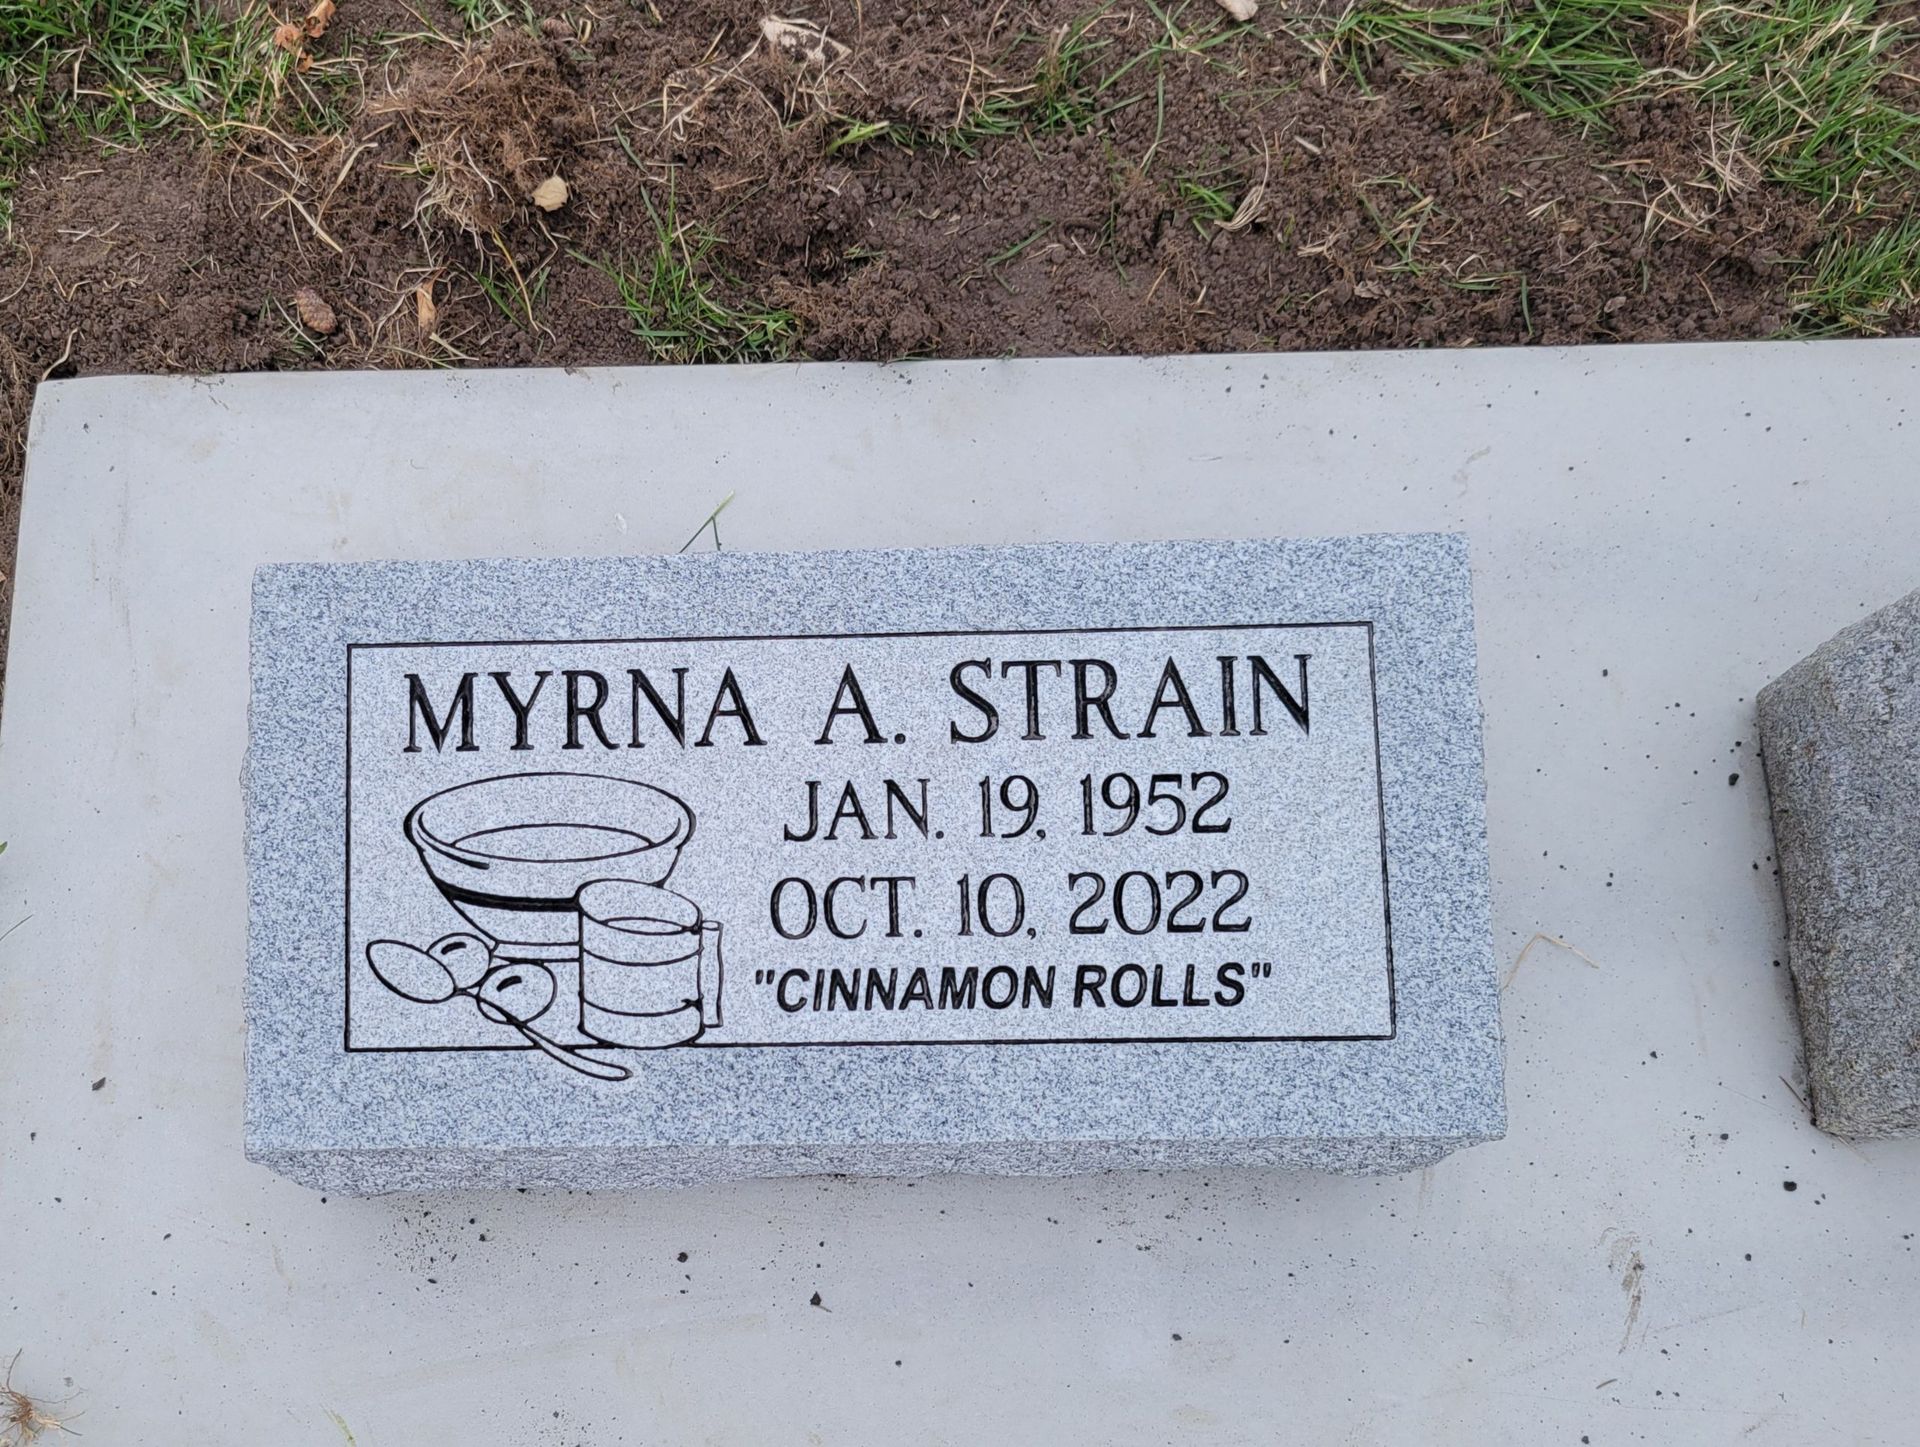 MYRNA A. STRAIN
JAN. 19, 1952
OCT. 10, 2022
"CINNAMON ROLLS"